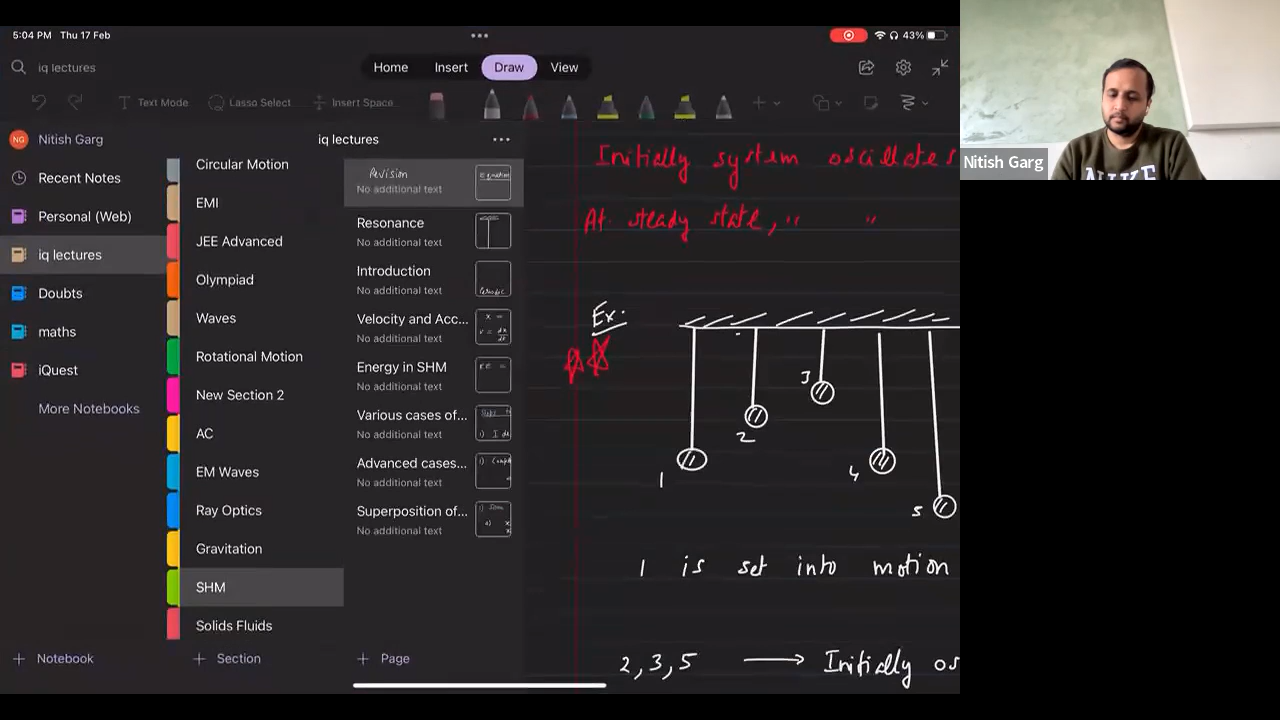 5:04 PM Thu 17 Feb
43%
iq lectures
Home Insert Draw View
Text Mode Lasso Select Insert Space
NG Nitish Garg
Recent Notes
Personal (Web)
iq lectures
Doubts
maths
iQuest
More Notebooks
Notebook
Circular Motion
EMI
JEE Advanced
Olympiad
Waves
Rotational Motion
New Section 2
AC
EM Waves
Ray Optics
Gravitation
SHM
Solids Fluids
Section
iq lectures
Revision
No additional text
Resonance
No additional text
Introduction
No additional text
Velocity and Acc...
No additional text
Energy in SHM
No additional text
Various cases of...
No additional text
Advanced cases...
No additional text
Superposition of...
No additional text
Page
Initially system oscillates
At steady state, " "
Ex.
1 2 3 4 5
1 is set into motion
2, 3, 5 → Initially os
Nitish Garg
NIKE